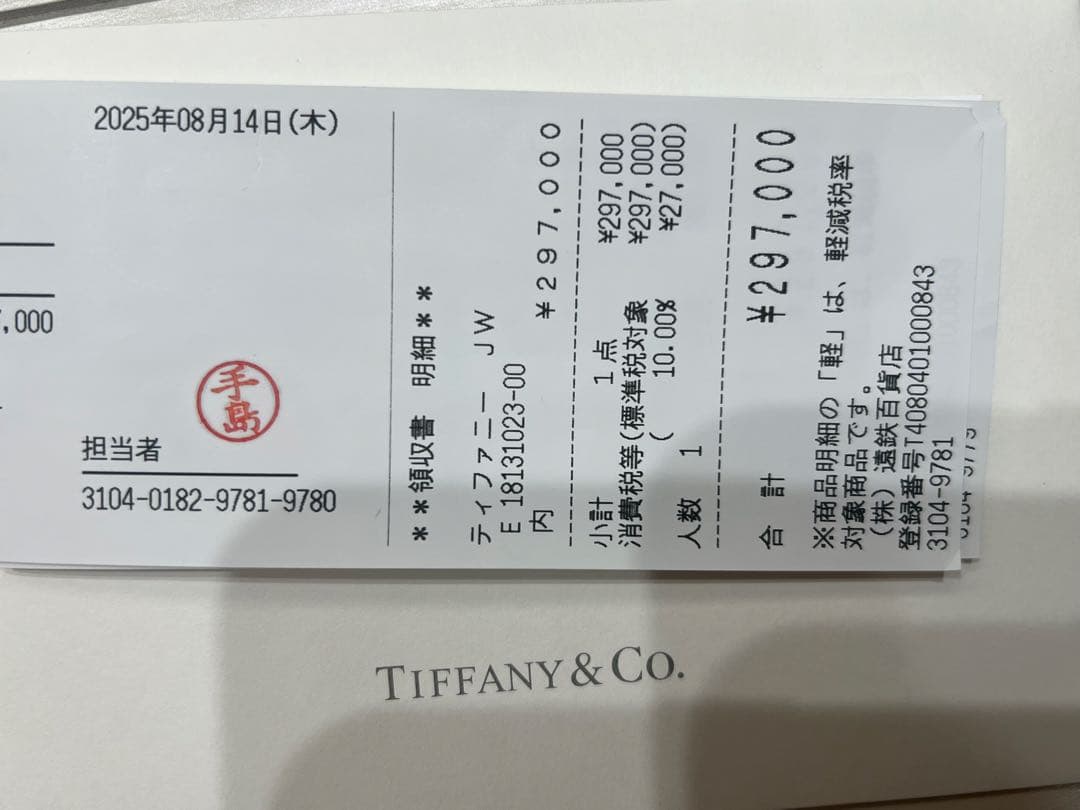 2025年08月14日(木)
7,000
手島
担当者
3104-0182-9781-9780
**領収書 明細**
ティファニー JW
E 18131023-00
内 ¥297,000
小計 1点 ¥297,000
消費税等(標準税対象 ¥297,000)
( 10.00% ¥27,000)
人数 1
合 計 ¥297,000
※商品明細の「軽」は、軽減税率
対象商品です。
(株)遠鉄百貨店
登録番号T4080401000843
3104-9781
TIFFANY & CO.